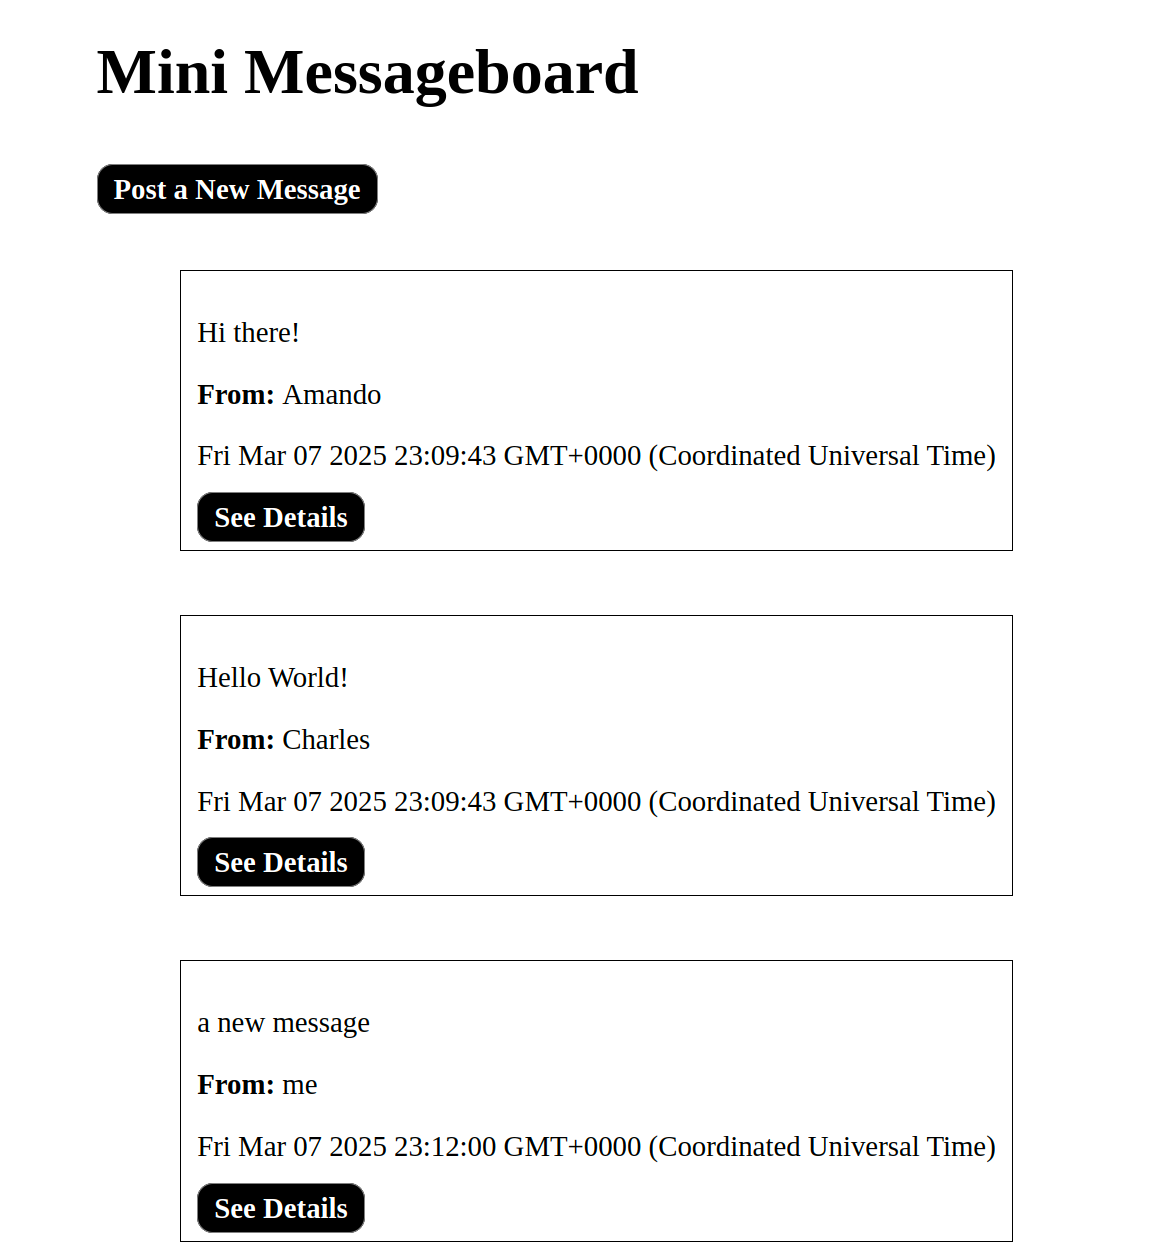 Mini Messageboard
Post a New Message
Hi there!
From: Amando
Fri Mar 07 2025 23:09:43 GMT+0000 (Coordinated Universal Time)
See Details
Hello World!
From: Charles
Fri Mar 07 2025 23:09:43 GMT+0000 (Coordinated Universal Time)
See Details
a new message
From: me
Fri Mar 07 2025 23:12:00 GMT+0000 (Coordinated Universal Time)
See Details